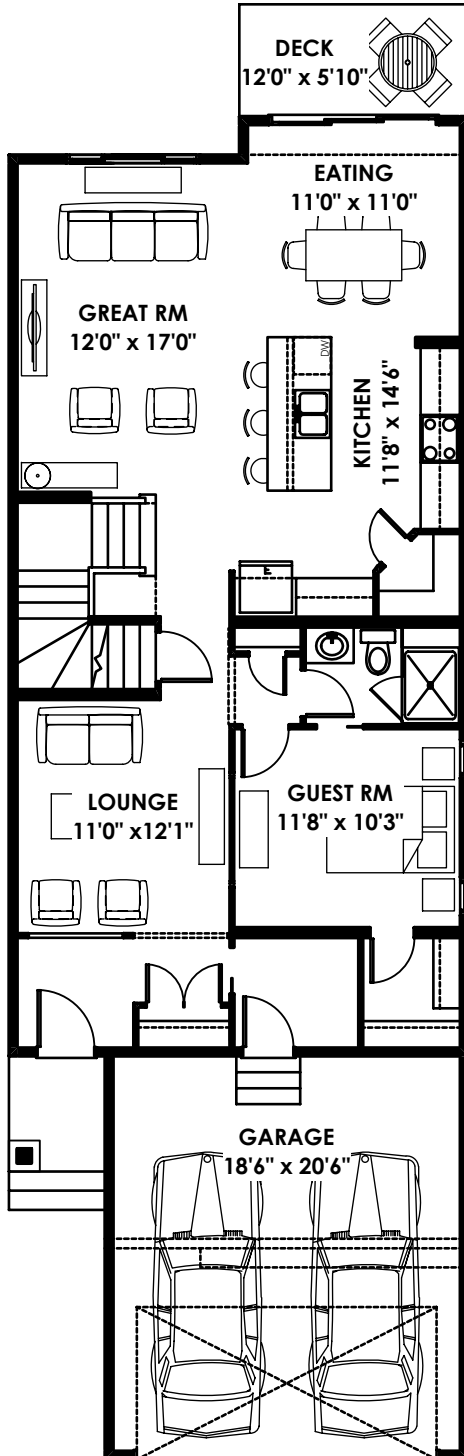 DECK
12'0" x 5'10"
EATING
11'0" x 11'0"
GREAT RM
12'0" x 17'0"
DW
KITCHEN
11'8" x 14'6"
F
LOUNGE
11'0" x12'1"
GUEST RM
11'8" x 10'3"
GARAGE
18'6" x 20'6"